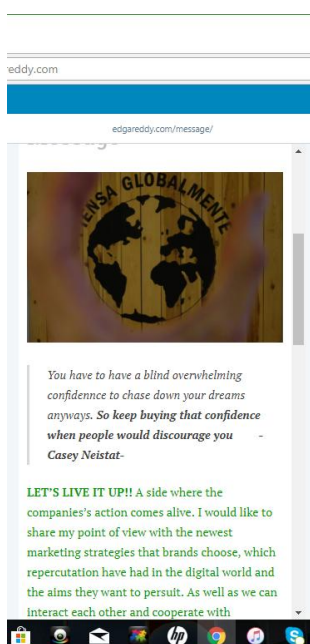 eddy.com
edgareddy.com/message/
ENSA GLOBALMENTE
You have to have a blind overwhelming
confidennce to chase down your dreams
anyways. So keep buying that confidence
when people would discourage you -
Casey Neistat-
LET'S LIVE IT UP!! A side where the
companies's action comes alive. I would like to
share my point of view with the newest
marketing strategies that brands choose, which
repercutation have had in the digital world and
the aims they want to persuit. As well as we can
interact each other and cooperate with
hp